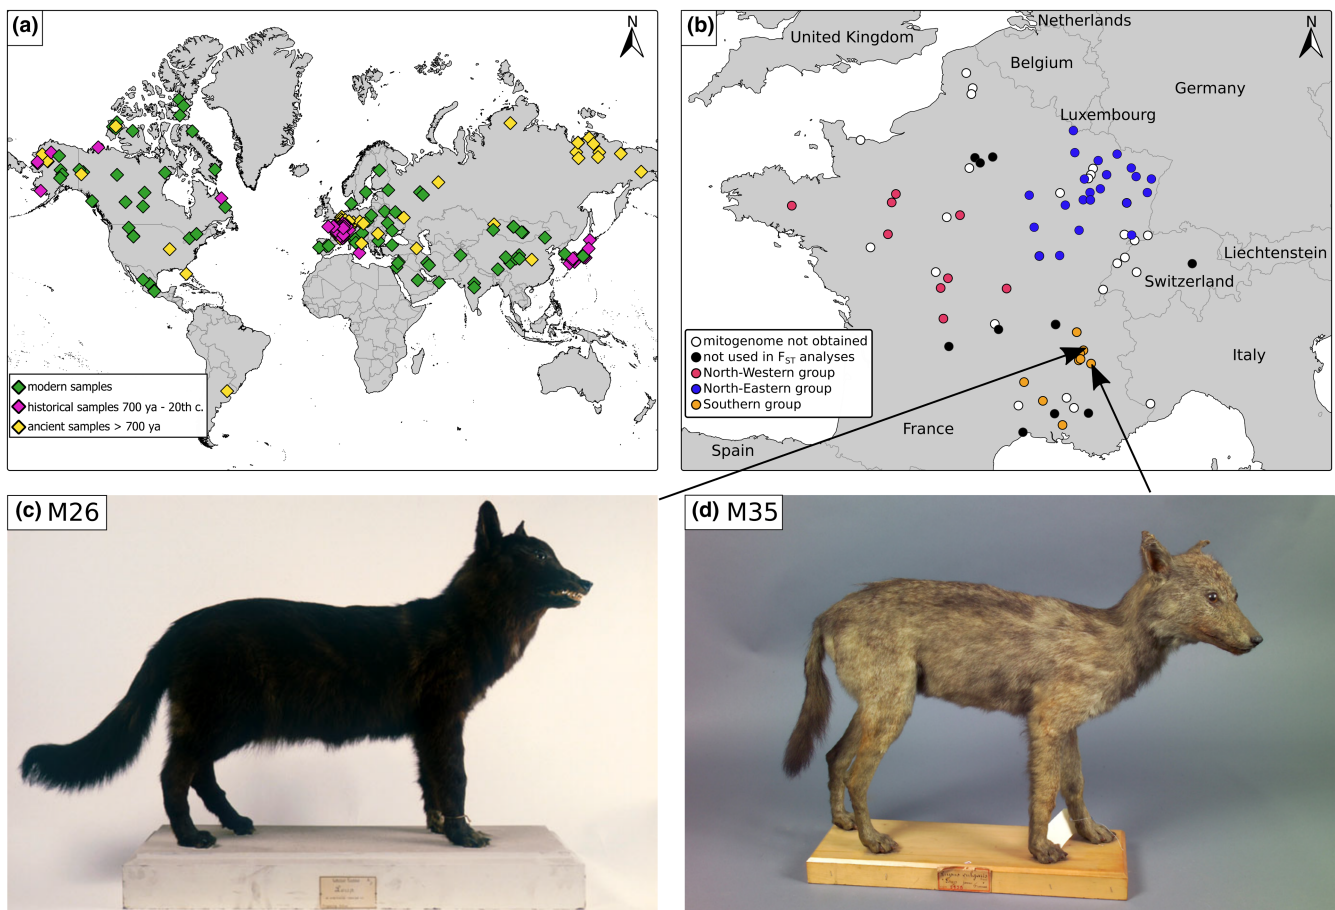 (a)
N
modern samples
historical samples 700 ya - 20th c.
ancient samples > 700 ya
(b)
N
Netherlands
United Kingdom
Belgium
Germany
Luxembourg
Liechtenstein
Switzerland
Italy
France
Spain
mitogenome not obtained
not used in FST analyses
North-Western group
North-Eastern group
Southern group
(c) M26
Loup
(d) M35